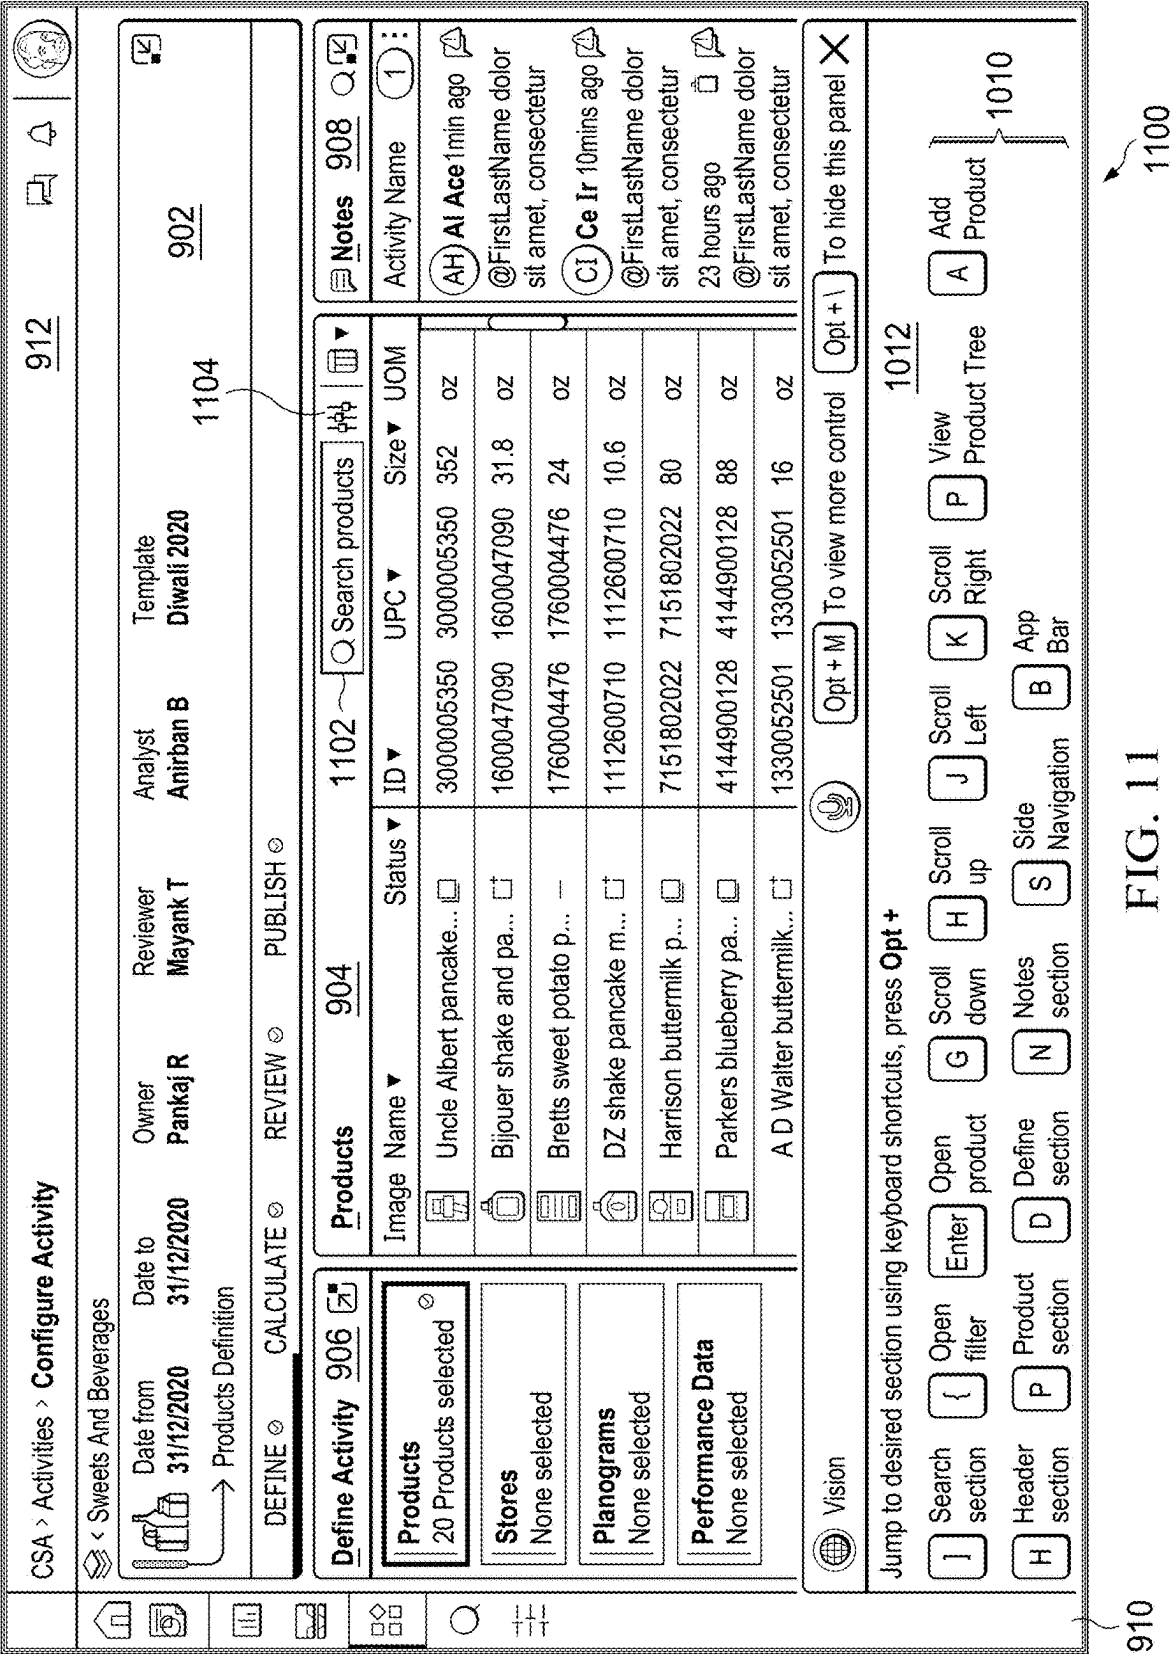 CSA > Activities > Configure Activity
912
< Sweets And Beverages
Date from
31/12/2020
Date to
31/12/2020
Owner
Pankaj R
Reviewer
Mayank T
Analyst
Anirban B
Template
Diwali 2020
902
Products Definition
DEFINE
CALCULATE
REVIEW
PUBLISH
1104
Define Activity 906
Products
20 Products selected
Stores
None selected
Planograms
None selected
Performance Data
None selected
Products
904
1102
Search products
Image Name Status ID UPC Size UOM
Uncle Albert pancake... 3000005350 3000005350 352 oz
Bijouer shake and pa... 1600047090 1600047090 31.8 oz
Bretts sweet potato p... – 1760004476 1760004476 24 oz
DZ shake pancake m... 1112600710 1112600710 10.6 oz
Harrison buttermilk p... 7151802022 7151802022 80 oz
Parkers blueberry pa... 4144900128 4144900128 88 oz
A D Walter buttermilk... 1330052501 1330052501 16 oz
Notes 908
Activity Name 1
AH Al Ace 1min ago
@FirstLastName dolor
sit amet, consectetur
CI Ce Ir 10mins ago
@FirstLastName dolor
sit amet, consectetur
23 hours ago
@FirstLastName dolor
sit amet, consectetur
Vision
Opt + M To view more control
Opt + \ To hide this panel
Jump to desired section using keyboard shortcuts, press Opt +
1012
] Search section
{ Open filter
Enter Open product
G Scroll down
H Scroll up
J Scroll Left
K Scroll Right
P View Product Tree
A Add Product
H Header section
P Product section
D Define section
N Notes section
S Side Navigation
B App Bar
1010
910
1100
FIG. 11